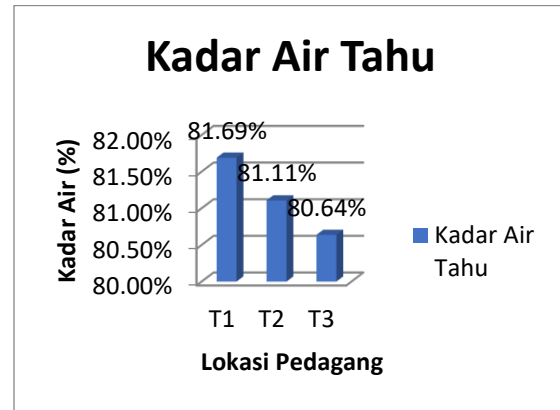 Kadar Air Tahu
Kadar Air (%)
82.00%
81.50%
81.00%
80.50%
80.00%
81.69%
81.11%
80.64%
T1 T2 T3
Lokasi Pedagang
Kadar Air
Tahu